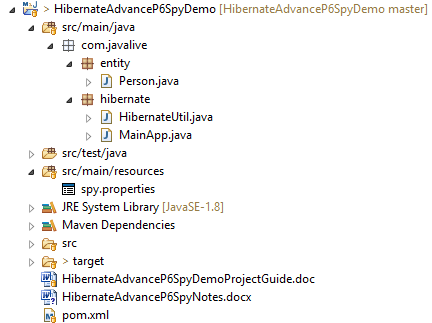 > HibernateAdvanceP6SpyDemo [HibernateAdvanceP6SpyDemo master]
src/main/java
com.javalive
entity
Person.java
hibernate
HibernateUtil.java
MainApp.java
src/test/java
src/main/resources
spy.properties
JRE System Library [JavaSE-1.8]
Maven Dependencies
src
> target
HibernateAdvanceP6SpyDemoProjectGuide.doc
HibernateAdvanceP6SpyNotes.docx
pom.xml